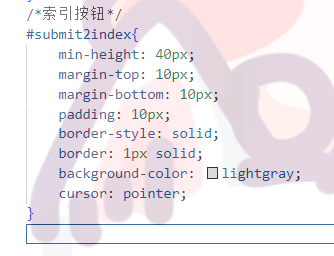 /*索引按钮*/
#submit2index{
    min-height: 40px;
    margin-top: 10px;
    margin-bottom: 10px;
    padding: 10px;
    border-style: solid;
    border: 1px solid;
    background-color: lightgray;
    cursor: pointer;
}